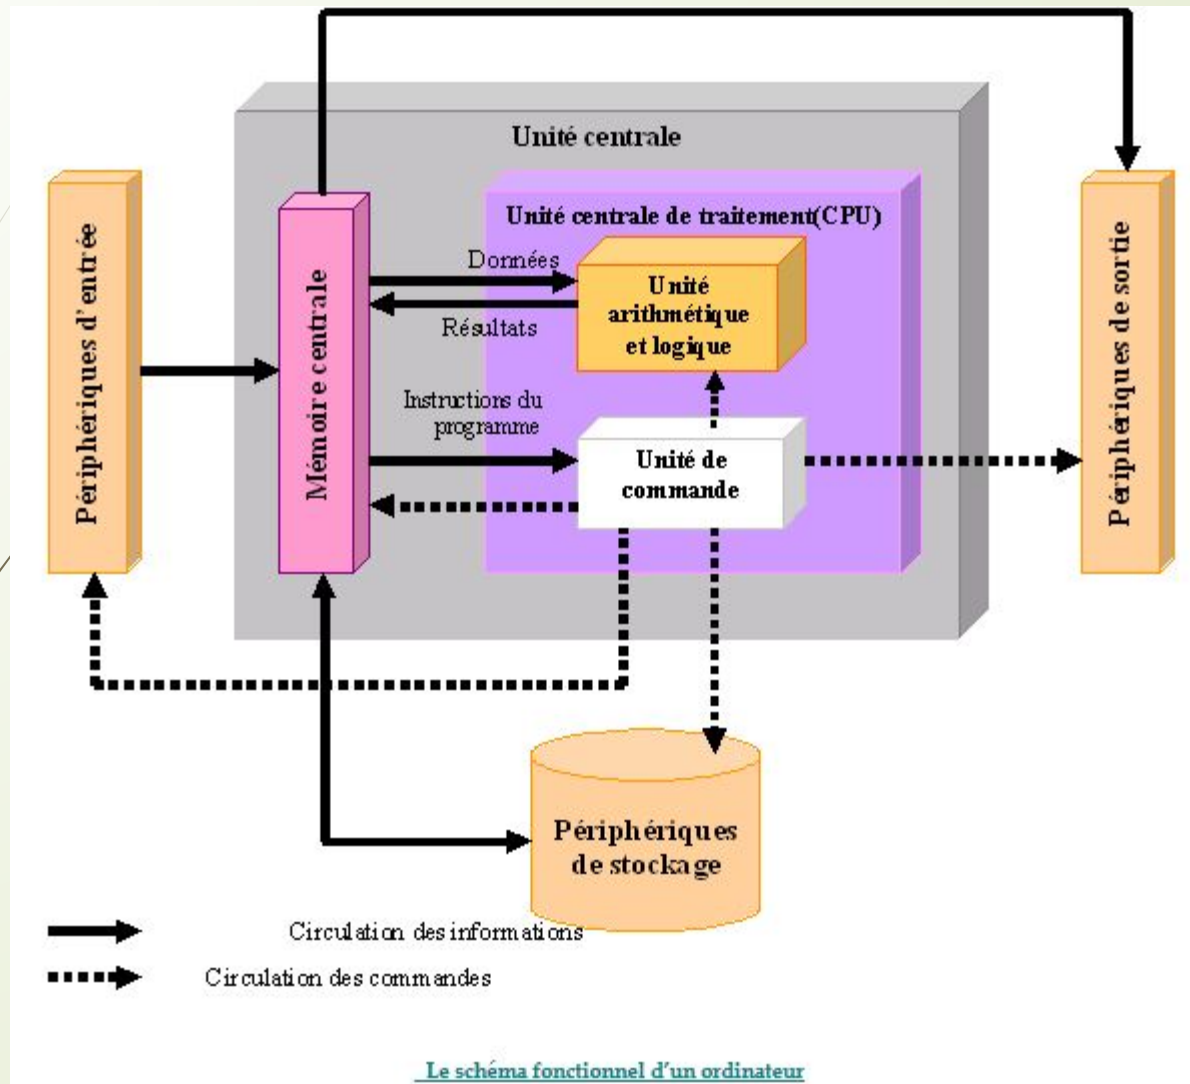 Unité centrale
Périphériques d'entrée
Mémoire centrale
Unité centrale de traitement(CPU)
Données
Résultats
Unité
arithmétique
et logique
Instructions du
programme
Unité de
commande
Périphériques de sortie
Périphériques
de stockage
Circulation des informations
Circulation des commandes
Le schéma fonctionnel d'un ordinateur